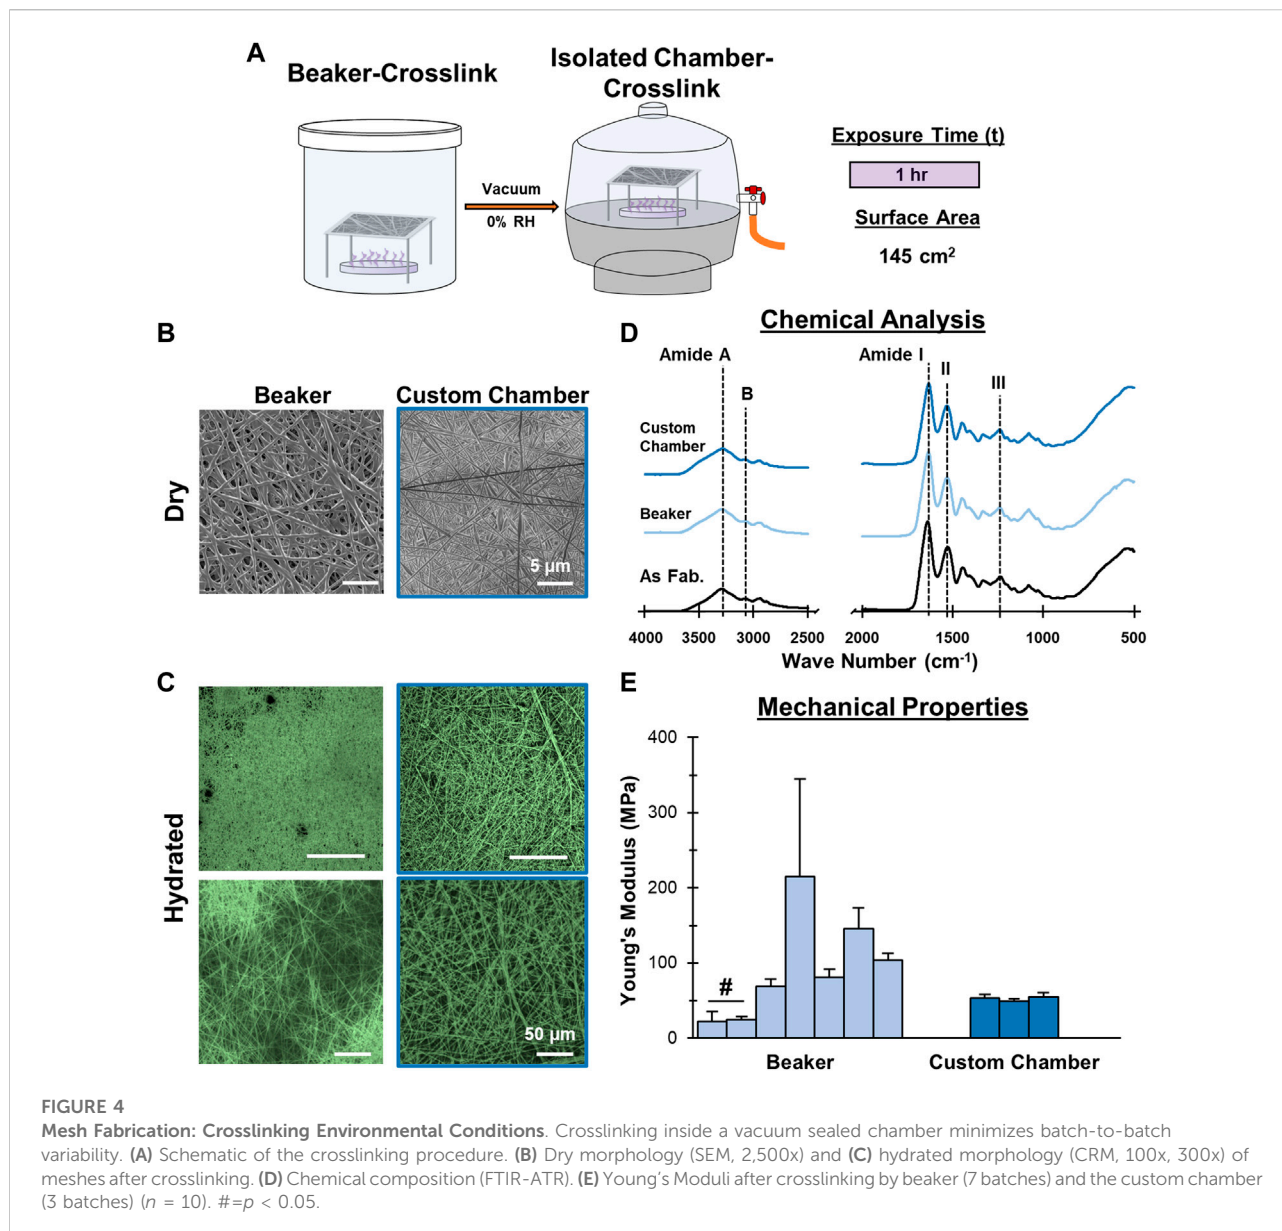 A
Beaker-Crosslink
Isolated Chamber-
Crosslink
Vacuum
0% RH
Exposure Time (t)
1 hr
Surface Area
145 cm²
B
Beaker
Custom Chamber
Dry
5 µm
C
Hydrated
50 µm
D
Chemical Analysis
Amide A
B
Amide I
II
III
Custom
Chamber
Beaker
As Fab.
4000 3500 3000 2500 2000 1500 1000 500
Wave Number (cm⁻¹)
E
Mechanical Properties
Young's Modulus (MPa)
400
300
200
100
0
#
Beaker
Custom Chamber
FIGURE 4
Mesh Fabrication: Crosslinking Environmental Conditions. Crosslinking inside a vacuum sealed chamber minimizes batch-to-batch
variability. (A) Schematic of the crosslinking procedure. (B) Dry morphology (SEM, 2,500x) and (C) hydrated morphology (CRM, 100x, 300x) of
meshes after crosslinking. (D) Chemical composition (FTIR-ATR). (E) Young’s Moduli after crosslinking by beaker (7 batches) and the custom chamber
(3 batches) (n = 10). #=p < 0.05.